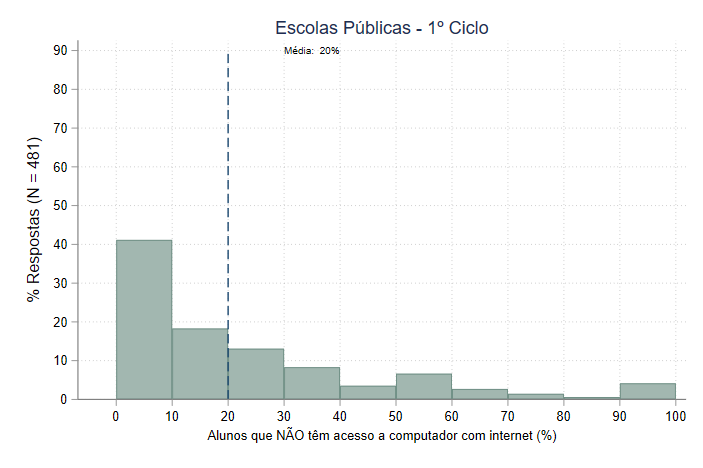 Escolas Públicas - 1º Ciclo
Média: 20%
90
80
70
60
50
40
30
20
10
0
% Respostas (N = 481)
0 10 20 30 40 50 60 70 80 90 100
Alunos que NÃO têm acesso a computador com internet (%)